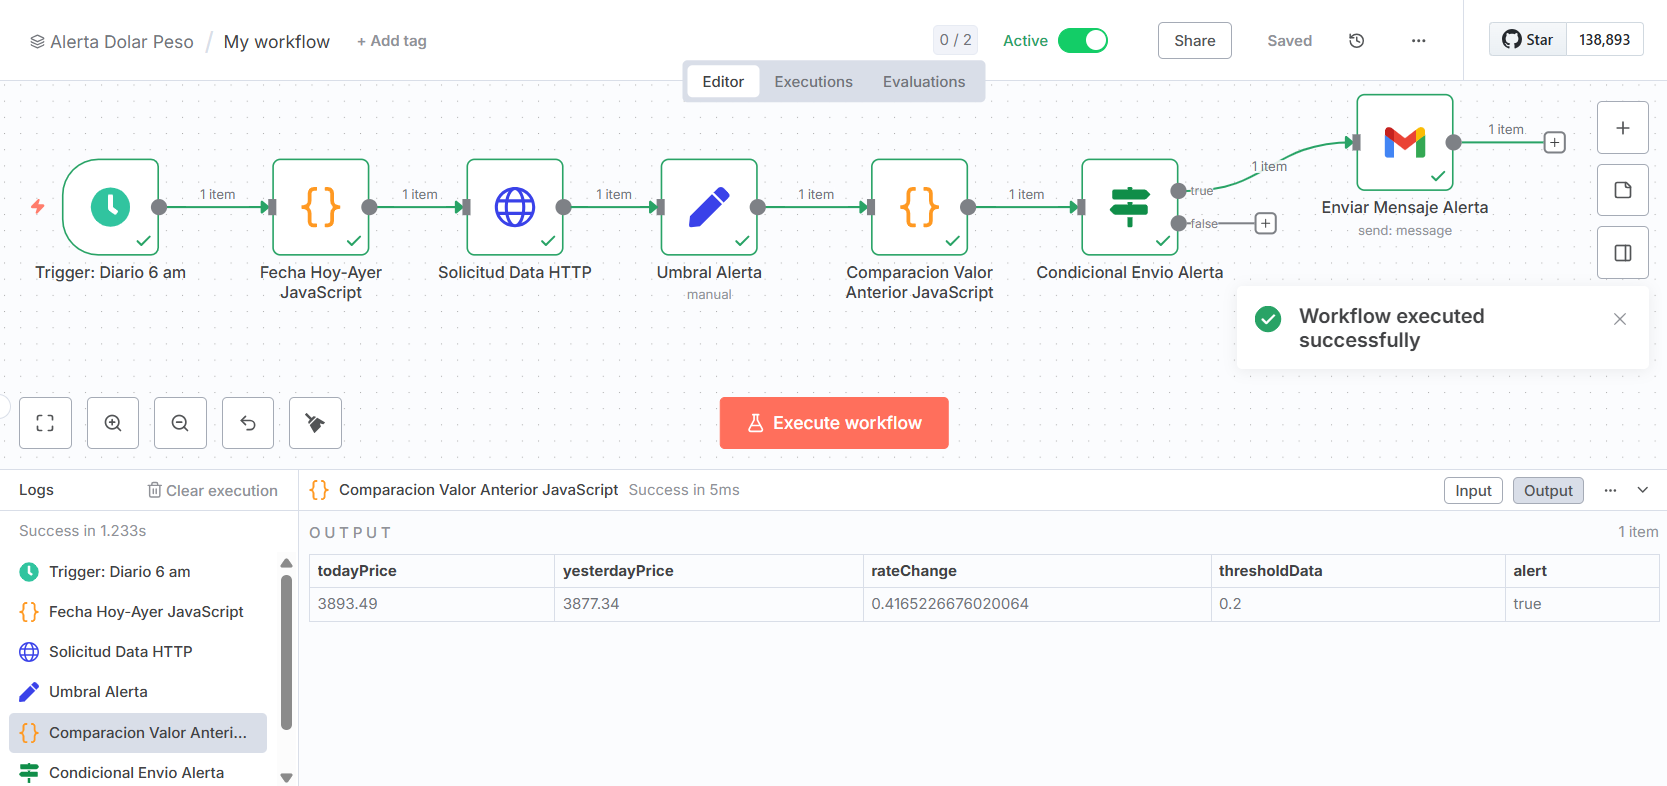 Alerta Dolar Peso / My workflow + Add tag
0 / 2 Active Share Saved Star 138,893
Editor Executions Evaluations
1 item 1 item 1 item 1 item 1 item true 1 item 1 item
false
Trigger: Diario 6 am
Fecha Hoy-Ayer
JavaScript
Solicitud Data HTTP
Umbral Alerta
manual
Comparacion Valor
Anterior JavaScript
Condicional Envio Alerta
Enviar Mensaje Alerta
send: message
Workflow executed
successfully
Execute workflow
Logs Clear execution
Success in 1.233s
Trigger: Diario 6 am
Fecha Hoy-Ayer JavaScript
Solicitud Data HTTP
Umbral Alerta
Comparacion Valor Anteri...
Condicional Envio Alerta
Comparacion Valor Anterior JavaScript Success in 5ms Input Output
OUTPUT 1 item
todayPrice yesterdayPrice rateChange thresholdData alert
3893.49 3877.34 0.4165226676020064 0.2 true